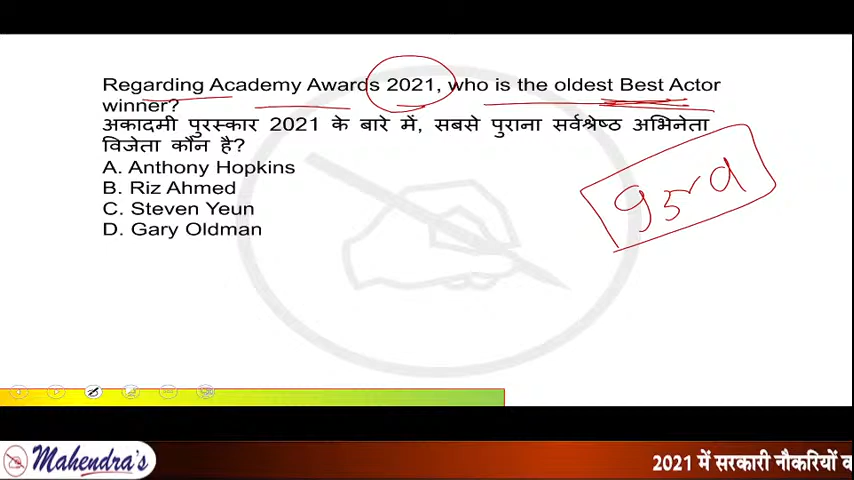 Regarding Academy Awards 2021, who is the oldest Best Actor
winner?
अकादमी पुरस्कार 2021 के बारे में, सबसे पुराना सर्वश्रेष्ठ अभिनेता
विजेता कौन है?
A. Anthony Hopkins
B. Riz Ahmed
C. Steven Yeun
D. Gary Oldman
93rd
Mahendra's
2021 में सरकारी नौकरियों क